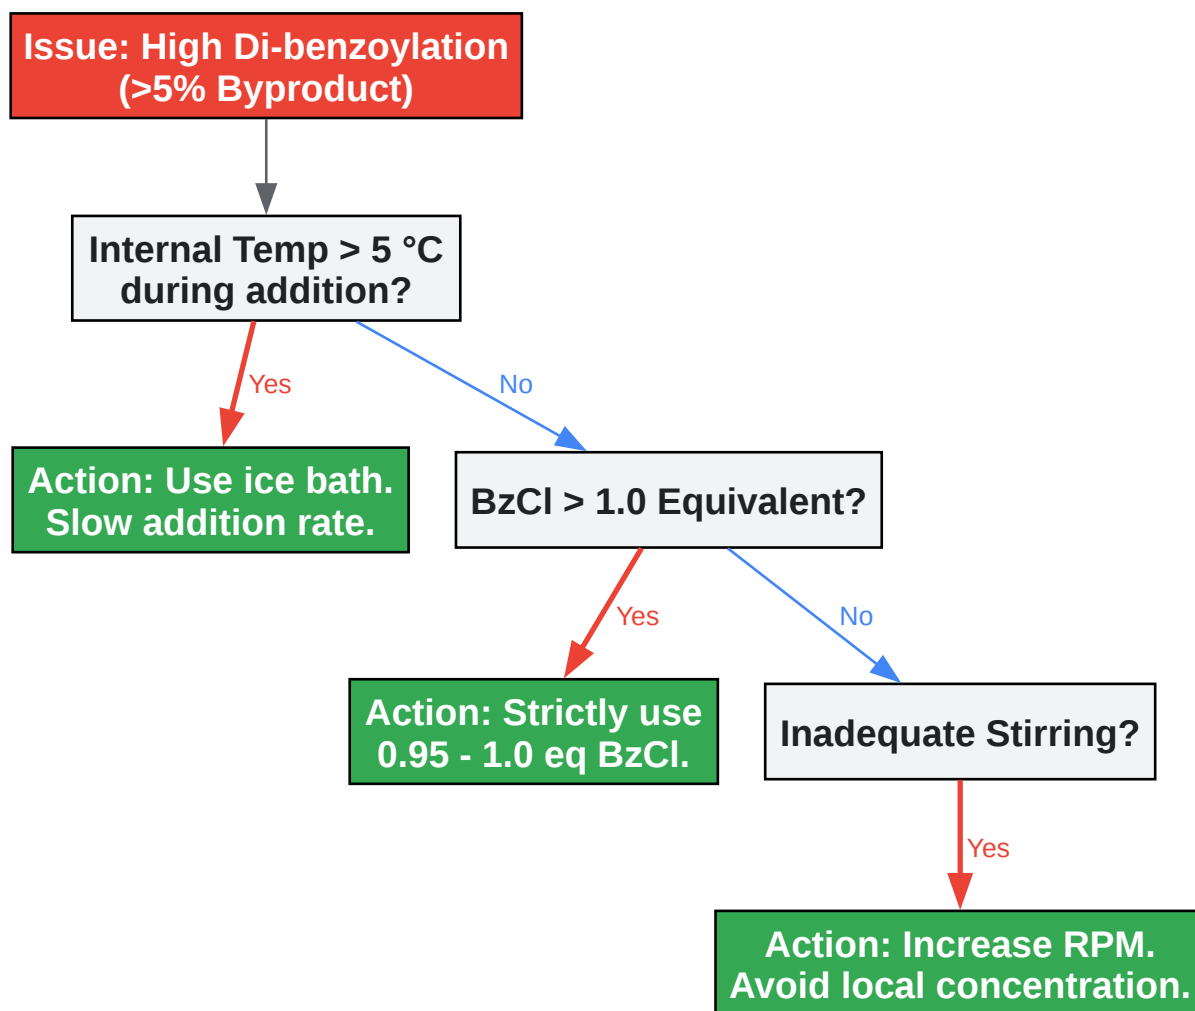 Issue: High Di-benzoylation
(>5% Byproduct)
Internal Temp > 5 °C
during addition?
Yes
No
Action: Use ice bath.
Slow addition rate.
BzCl > 1.0 Equivalent?
Yes
No
Action: Strictly use
0.95 - 1.0 eq BzCl.
Inadequate Stirring?
Yes
Action: Increase RPM.
Avoid local concentration.